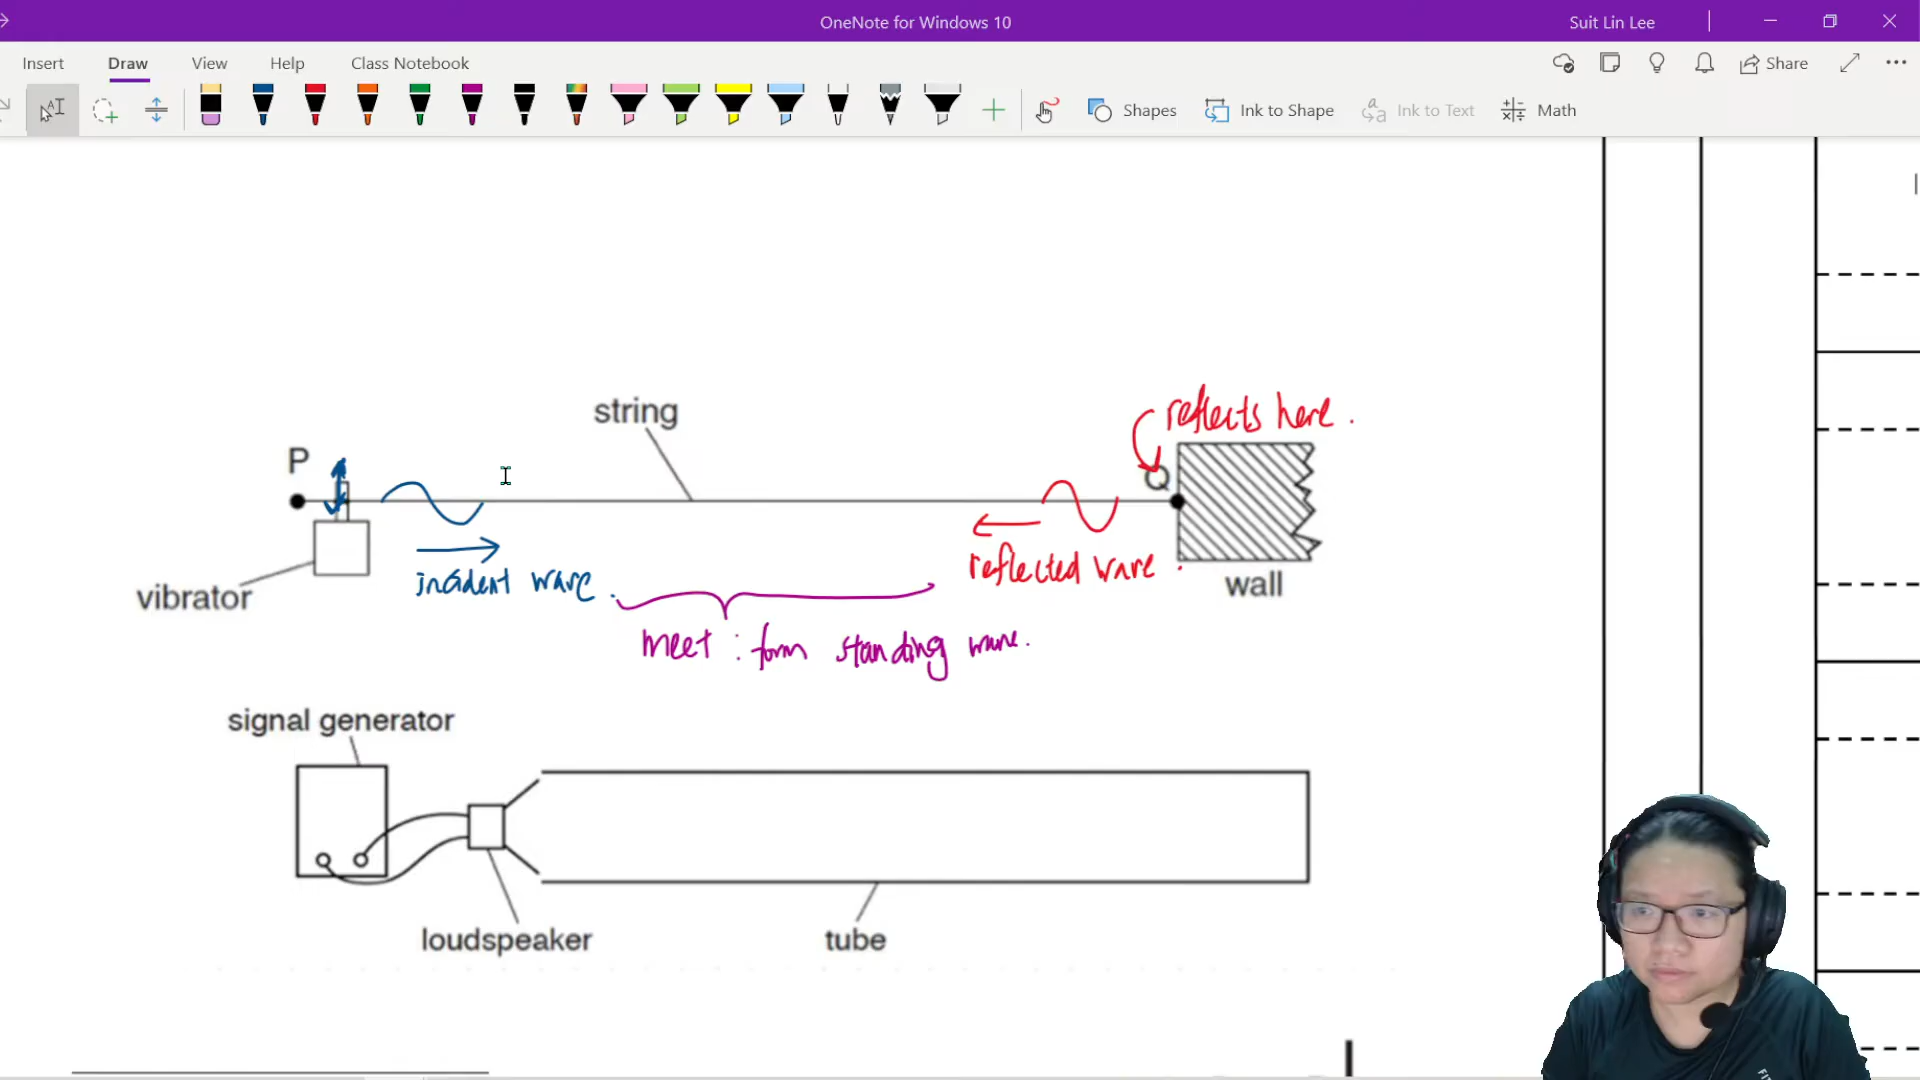 OneNote for Windows 10
Suit Lin Lee
Insert
Draw
View
Help
Class Notebook
Share
Shapes
Ink to Shape
Ink to Text
Math
string
reflects here.
P
Q
incident wave.
reflected wave.
vibrator
wall
meet : form standing wave.
signal generator
loudspeaker
tube